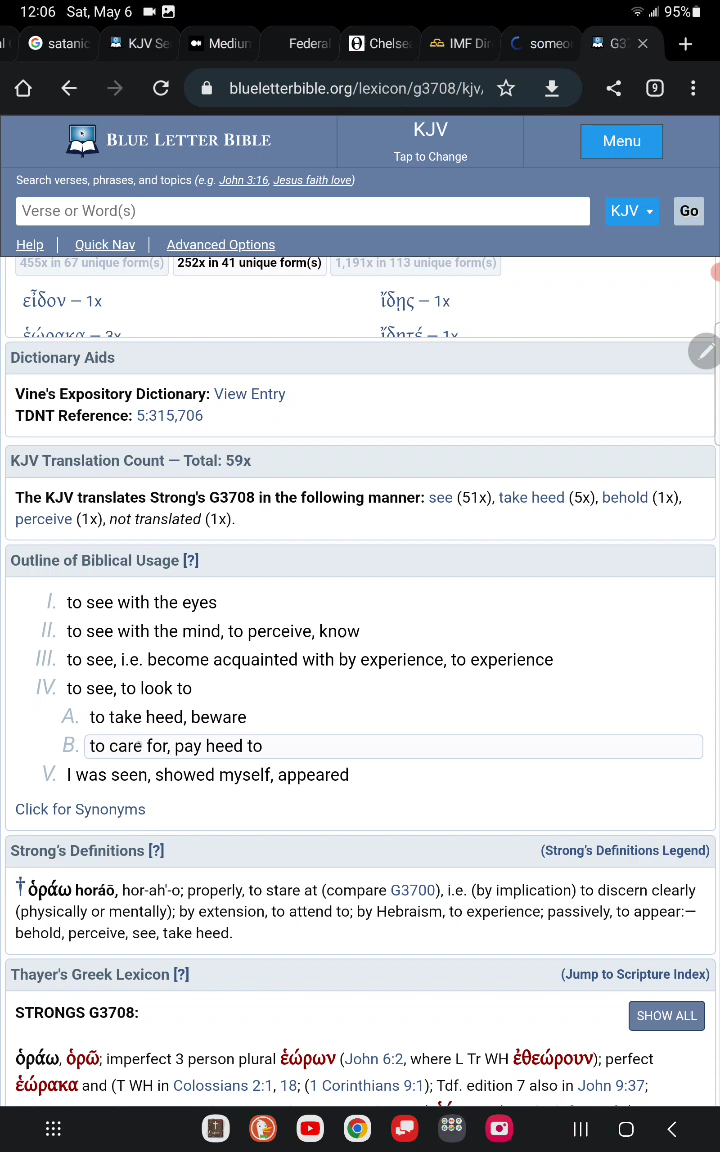 12:06 Sat, May 6 95%
satanic KJV Se Medium Federa Chelse IMF Dir someo G37
blueletterbible.org/lexicon/g3708/kjv/ 9
BLUE LETTER BIBLE KJV Menu
Tap to Change
Search verses, phrases, and topics (e.g. John 3:16, Jesus faith love)
Verse or Word(s) KJV Go
Help Quick Nav Advanced Options
455x in 67 unique form(s) 252x in 41 unique form(s) 1,191x in 113 unique form(s)
εἶδον — 1x ἴδῃς — 1x
ἑώρακα — 3x ἴδητέ — 1x
Dictionary Aids
Vine's Expository Dictionary: View Entry
TDNT Reference: 5:315,706
KJV Translation Count — Total: 59x
The KJV translates Strong's G3708 in the following manner: see (51x), take heed (5x), behold (1x),
perceive (1x), not translated (1x).
Outline of Biblical Usage [?]
I. to see with the eyes
II. to see with the mind, to perceive, know
III. to see, i.e. become acquainted with by experience, to experience
IV. to see, to look to
A. to take heed, beware
B. to care for, pay heed to
V. I was seen, showed myself, appeared
Click for Synonyms
Strong's Definitions [?] (Strong's Definitions Legend)
† ὁράω horáō, hor-ah'-o; properly, to stare at (compare G3700), i.e. (by implication) to discern clearly
(physically or mentally); by extension, to attend to; by Hebraism, to experience; passively, to appear:—
behold, perceive, see, take heed.
Thayer's Greek Lexicon [?] (Jump to Scripture Index)
STRONGS G3708: SHOW ALL
ὁράω, ὁρῶ; imperfect 3 person plural ἑώρων (John 6:2, where L Tr WH ἐθεώρουν); perfect
ἑώρακα and (T WH in Colossians 2:1, 18; (1 Corinthians 9:1); Tdf. edition 7 also in John 9:37;